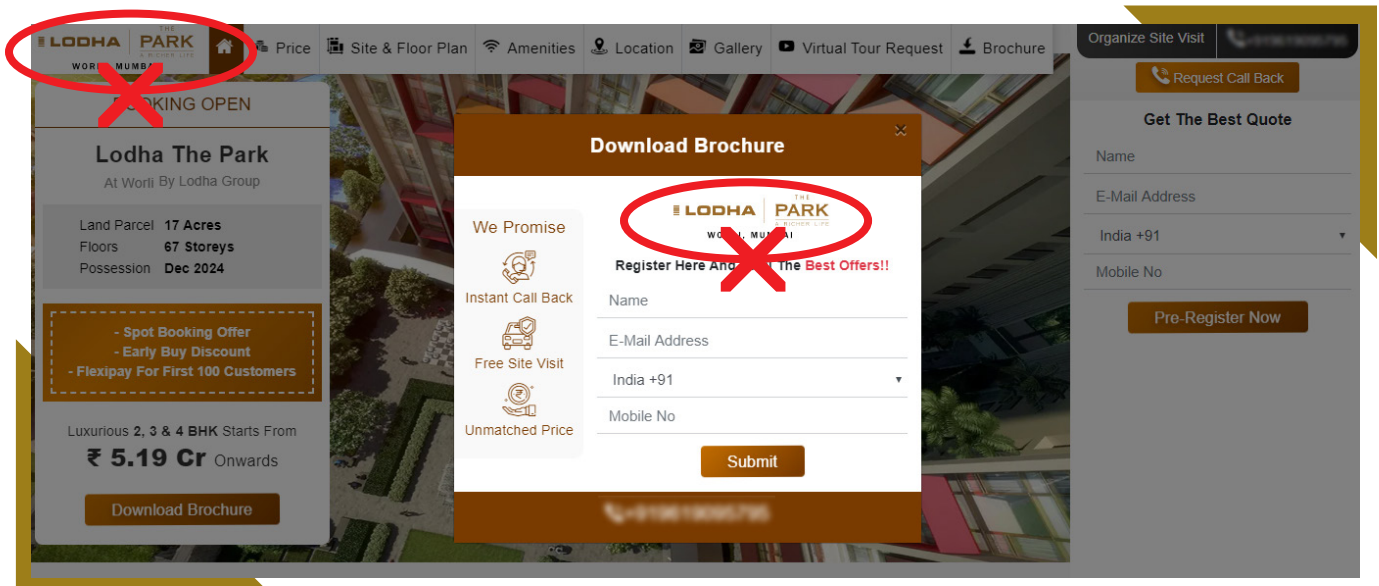 LODHA
THE
PARK
A RICHER LIFE
WORLI, MUMBAI
Price
Site & Floor Plan
Amenities
Location
Gallery
Virtual Tour Request
Brochure
Organize Site Visit
Request Call Back
Get The Best Quote
Name
E-Mail Address
India +91
Mobile No
Pre-Register Now
BOOKING OPEN
Lodha The Park
At Worli By Lodha Group
Land Parcel 17 Acres
Floors 67 Storeys
Possession Dec 2024
- Spot Booking Offer
- Early Buy Discount
- Flexipay For First 100 Customers
Luxurious 2, 3 & 4 BHK Starts From
₹ 5.19 Cr Onwards
Download Brochure
Download Brochure
×
We Promise
Instant Call Back
Free Site Visit
Unmatched Price
LODHA
THE
PARK
A RICHER LIFE
WORLI, MUMBAI
Register Here And The Best Offers!!
Name
E-Mail Address
India +91
Mobile No
Submit